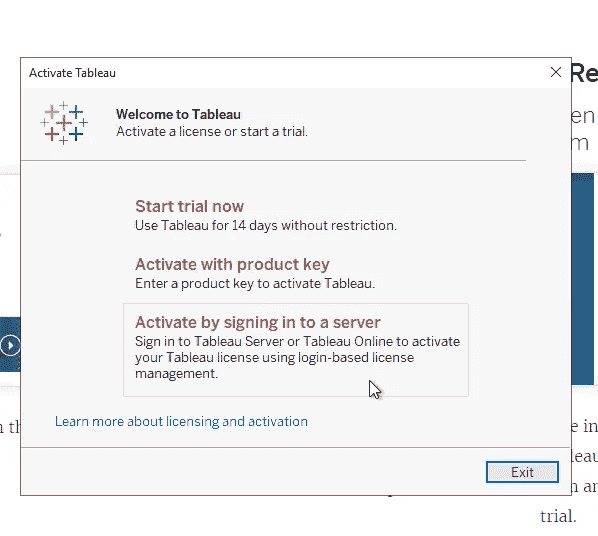 Activate Tableau
Re
Welcome to Tableau
Activate a license or start a trial.
en
m
Start trial now
Use Tableau for 14 days without restriction.
Activate with product key
Enter a product key to activate Tableau.
Activate by signing in to a server
Sign in to Tableau Server or Tableau Online to activate
your Tableau license using login-based license
management.
Learn more about licensing and activation
n th
e in
leau
n an
Exit
trial.